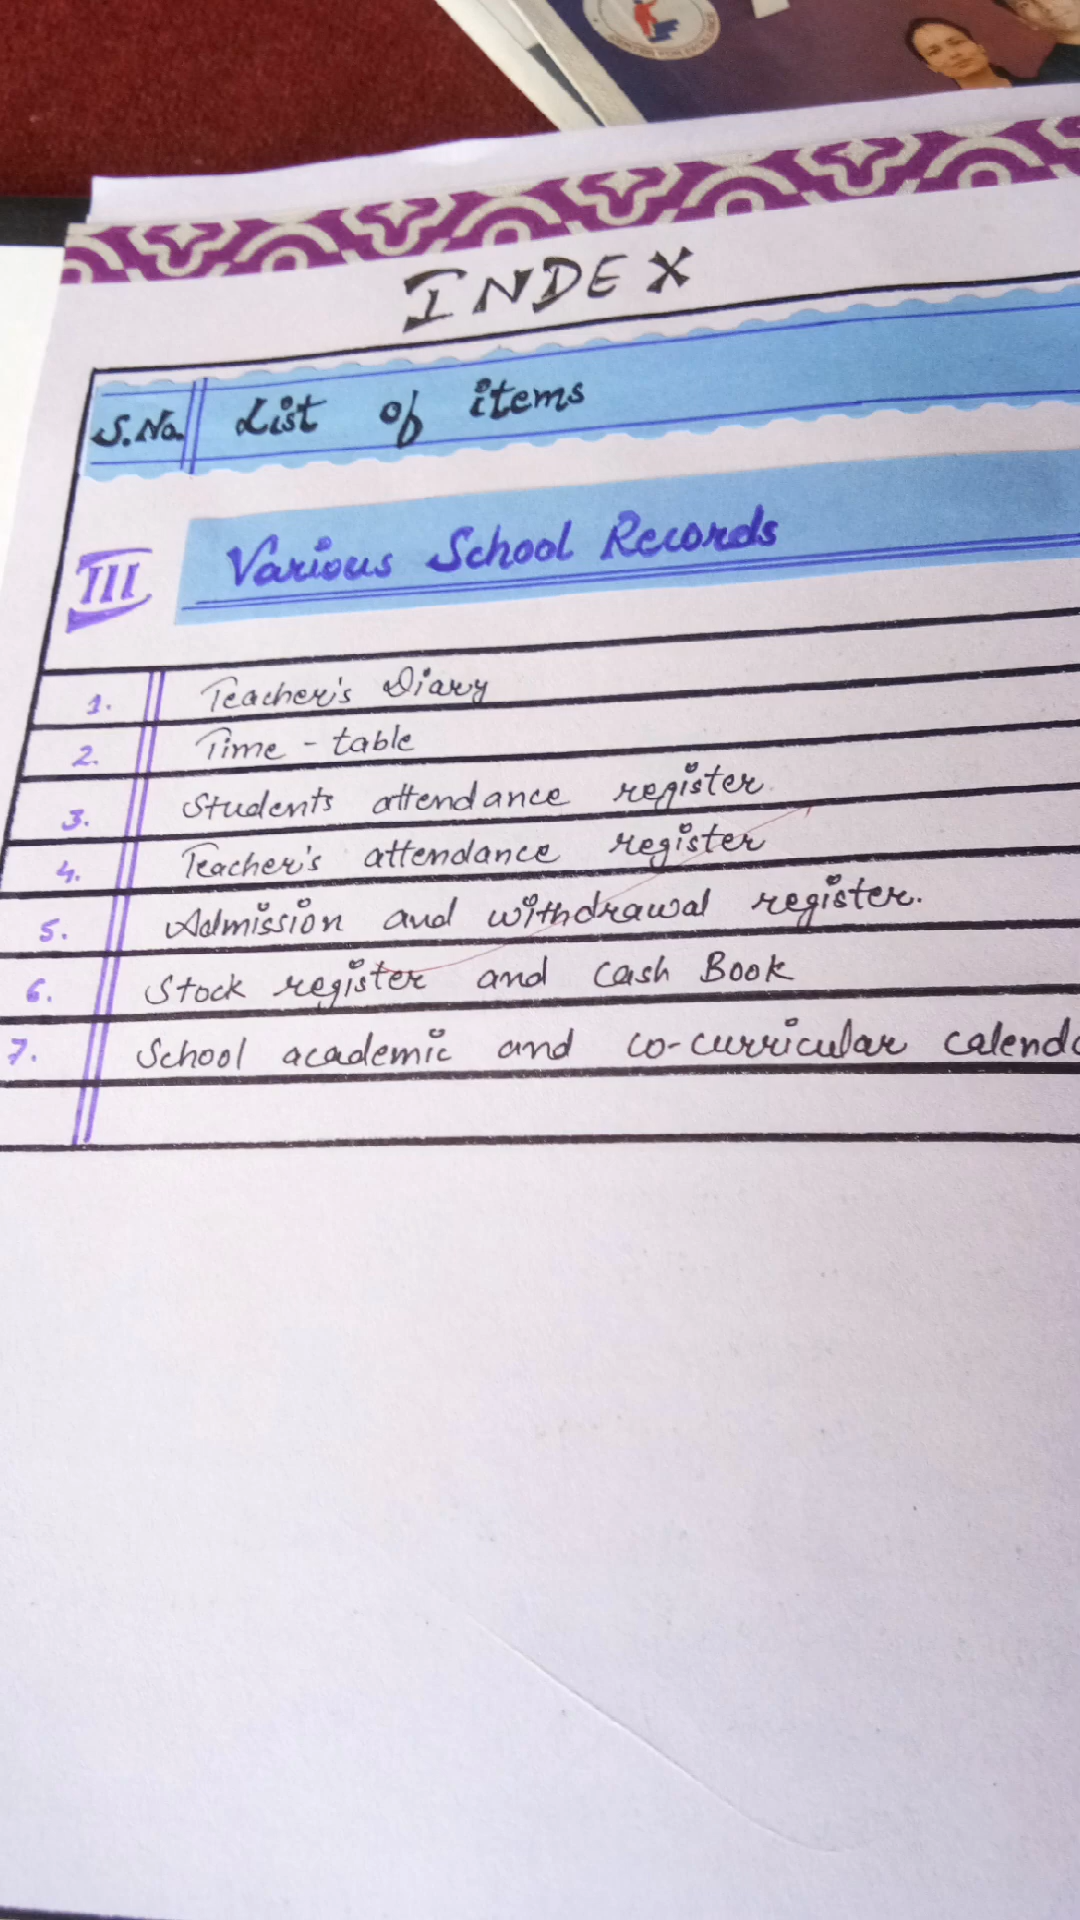 INDEX
S.No. List of items
III Various School Records
1. Teacher's Diary
2. Time - table
3. Students attendance register.
4. Teacher's attendance register
5. Admission and withdrawal register.
6. Stock register and Cash Book
7. School academic and co-curricular calenda